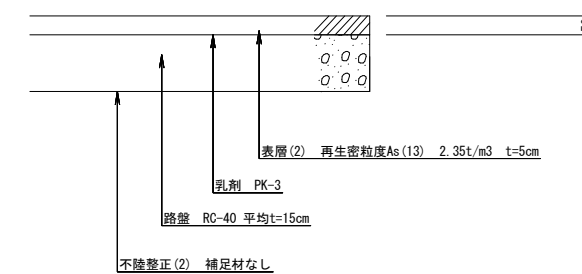 表層(2) 再生密粒度As(13) 2.35t/m3 t=5cm
乳剤 PK-3
路盤 RC-40 平均t=15cm
不陸整正(2) 補足材なし